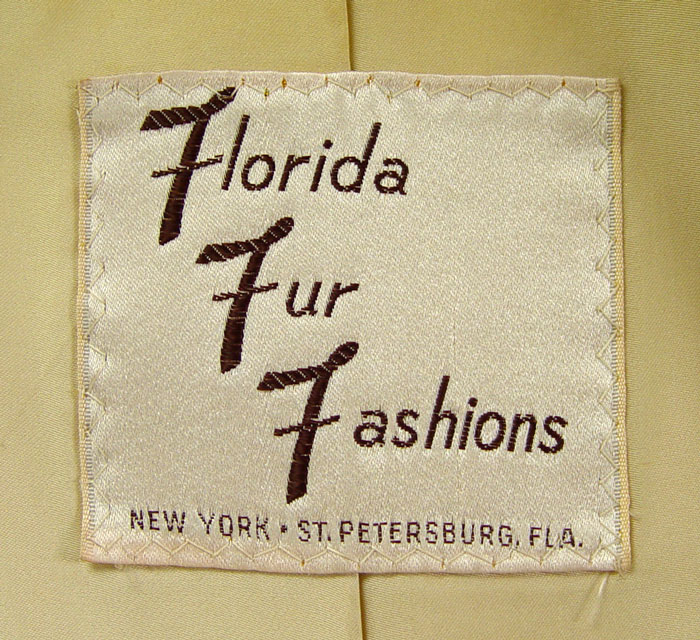 Florida
Fur
Fashions
NEW YORK • ST. PETERSBURG, FLA.